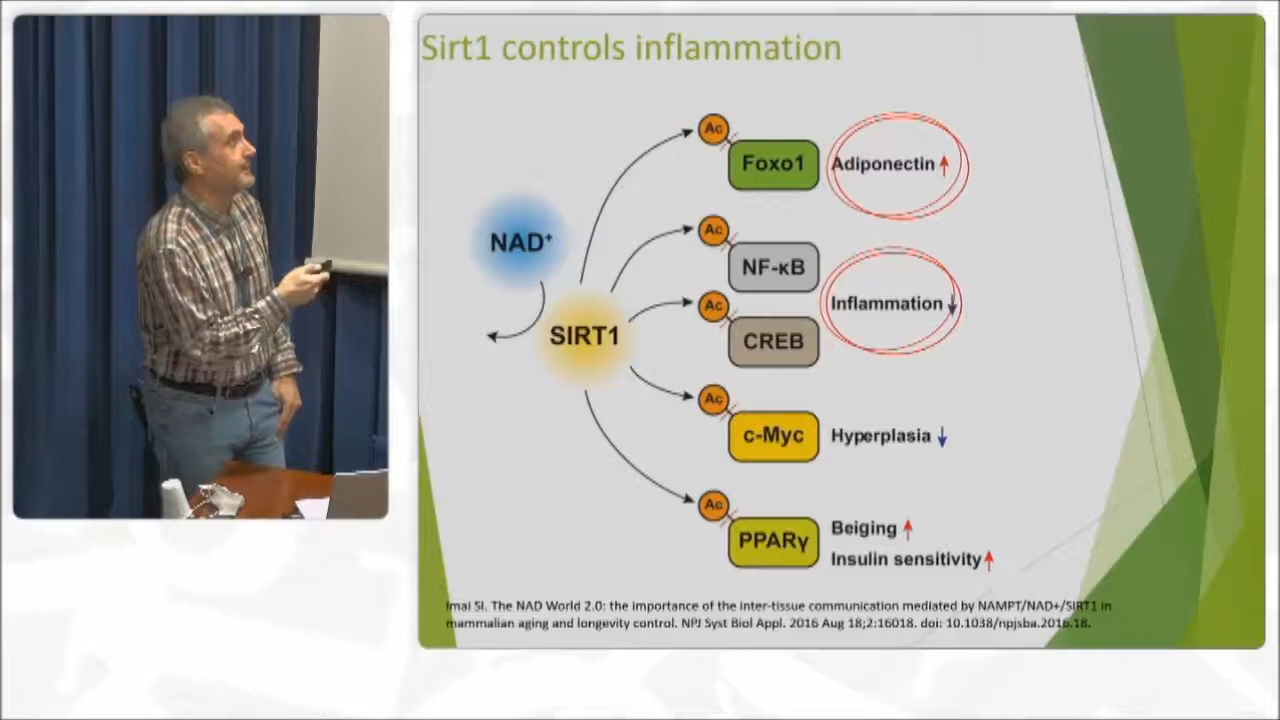 Sirt1 controls inflammation
Ac
Foxo1
Adiponectin
NAD+
Ac
NF-κB
Ac
Inflammation
SIRT1
CREB
Ac
c-Myc
Hyperplasia
Ac
PPARγ
Beiging
Insulin sensitivity
Imai SI. The NAD World 2.0: the importance of the inter-tissue communication mediated by NAMPT/NAD+/SIRT1 in
mammalian aging and longevity control. NPJ Syst Biol Appl. 2016 Aug 18;2:16018. doi: 10.1038/npjsba.2016.18.